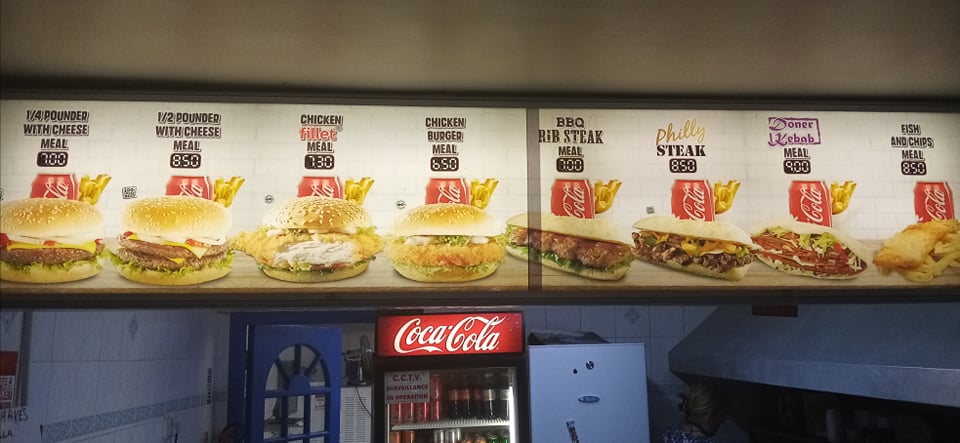 1/4 POUNDER
WITH CHEESE
MEAL
7.00
1/2 POUNDER
WITH CHEESE
MEAL
8.50
CHICKEN
fillet
MEAL
7.30
CHICKEN
BURGER
MEAL
6.50
BBQ
RIB STEAK
MEAL
7.00
Philly
STEAK
8.50
Doner
Kebab
MEAL
9.00
FISH
AND CHIPS
MEAL
8.50
Coca-Cola
C.C.T.V.
SURVEILLANCE
IN OPERATION